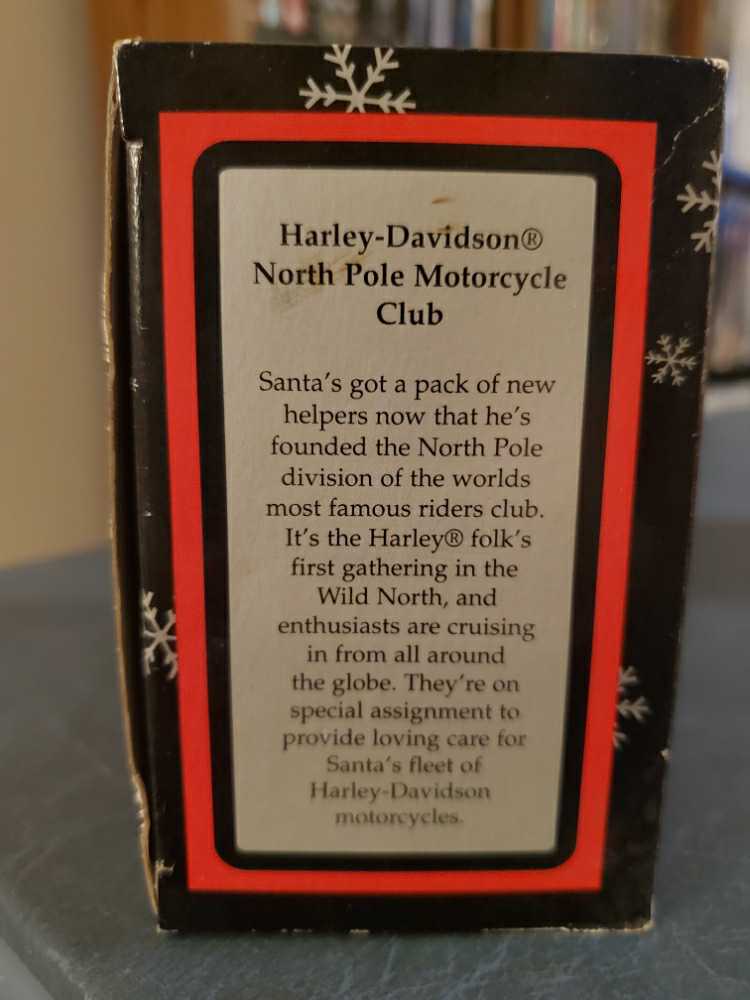 Harley-Davidson®
North Pole Motorcycle
Club
Santa's got a pack of new
helpers now that he's
founded the North Pole
division of the worlds
most famous riders club.
It's the Harley® folk's
first gathering in the
Wild North, and
enthusiasts are cruising
in from all around
the globe. They're on
special assignment to
provide loving care for
Santa's fleet of
Harley-Davidson
motorcycles.